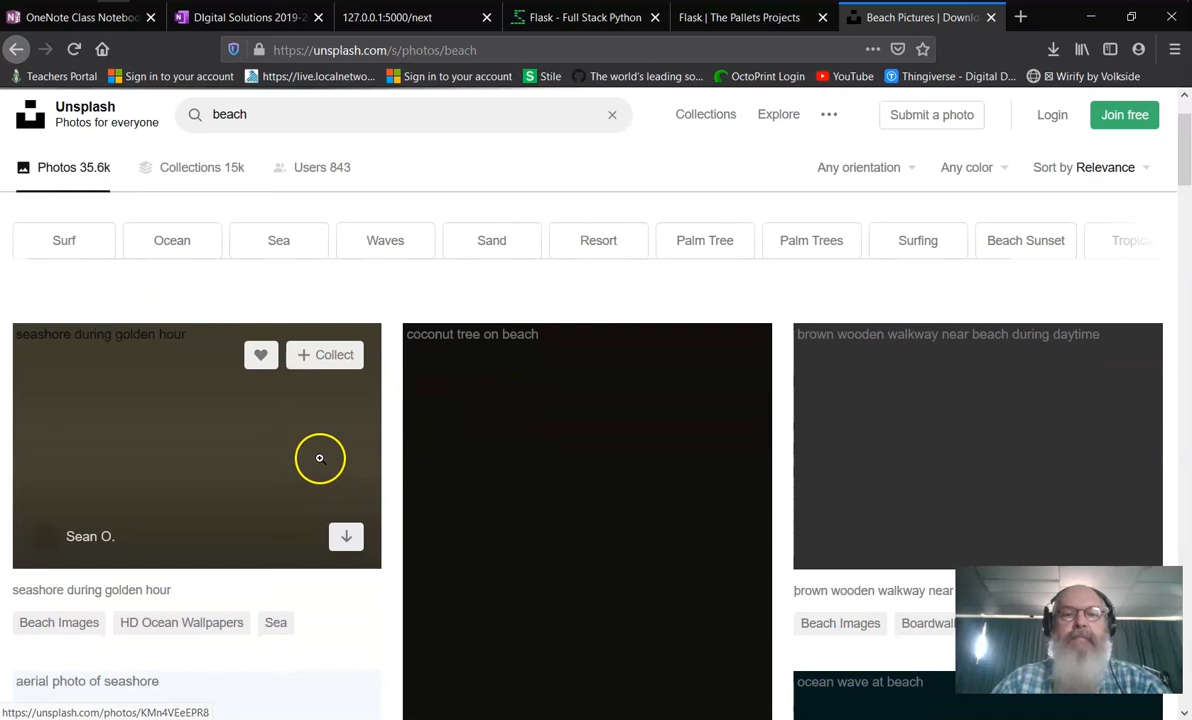 OneNote Class Notebo
DIgital Solutions 2019-2
127.0.0.1:5000/next
Flask - Full Stack Python
Flask | The Pallets Projects
Beach Pictures | Downlo
https://unsplash.com/s/photos/beach
Teachers Portal
Sign in to your account
https://live.localnetwo...
Sign in to your account
Stile
The world's leading so...
OctoPrint Login
YouTube
Thingiverse - Digital D...
Wirify by Volkside
Unsplash
Photos for everyone
beach
Collections
Explore
Submit a photo
Login
Join free
Photos 35.6k
Collections 15k
Users 843
Any orientation
Any color
Sort by Relevance
Surf
Ocean
Sea
Waves
Sand
Resort
Palm Tree
Palm Trees
Surfing
Beach Sunset
Tropica
seashore during golden hour
coconut tree on beach
brown wooden walkway near beach during daytime
+ Collect
Sean O.
seashore during golden hour
brown wooden walkway near
Beach Images
HD Ocean Wallpapers
Sea
Beach Images
Boardwal
aerial photo of seashore
ocean wave at beach
https://unsplash.com/photos/KMn4VEeEPR8